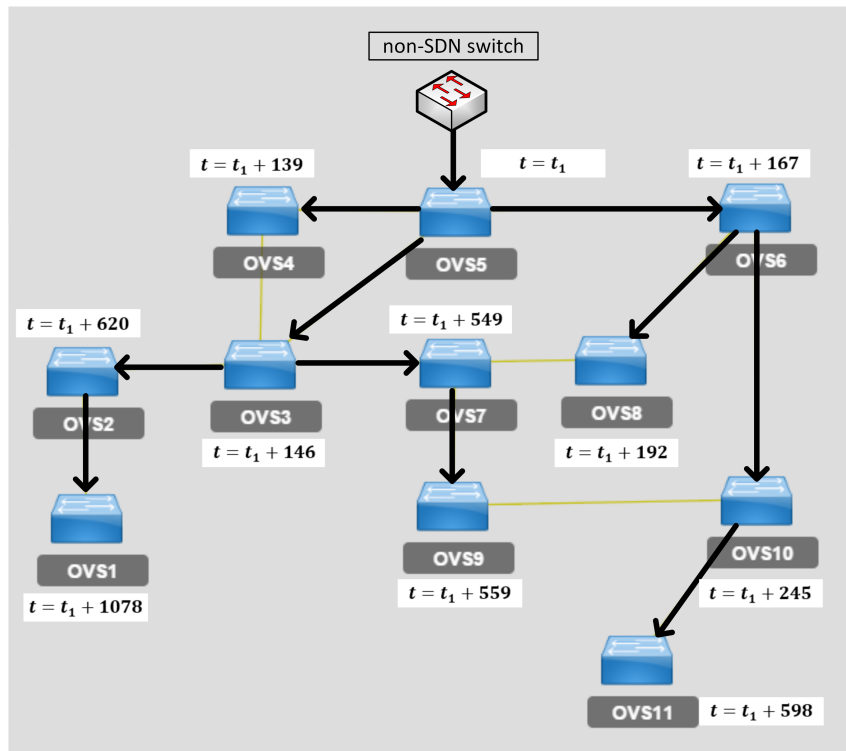 non-SDN switch
t = t₁ + 139
t = t₁
t = t₁ + 167
OVS4
OVS5
OVS6
t = t₁ + 620
t = t₁ + 549
OVS2
OVS3
OVS7
OVS8
t = t₁ + 146
t = t₁ + 192
OVS1
OVS9
OVS10
t = t₁ + 1078
t = t₁ + 559
t = t₁ + 245
OVS11
t = t₁ + 598